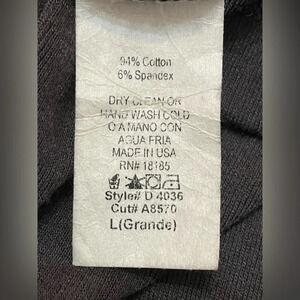 94% Cotton
6% Spandex
DRY CLEAN OR
HAND WASH COLD
O A MANO CON
AGUA FRIA
MADE IN USA
RN# 18185
Style# D 4036
Cut# A8570
L(Grande)